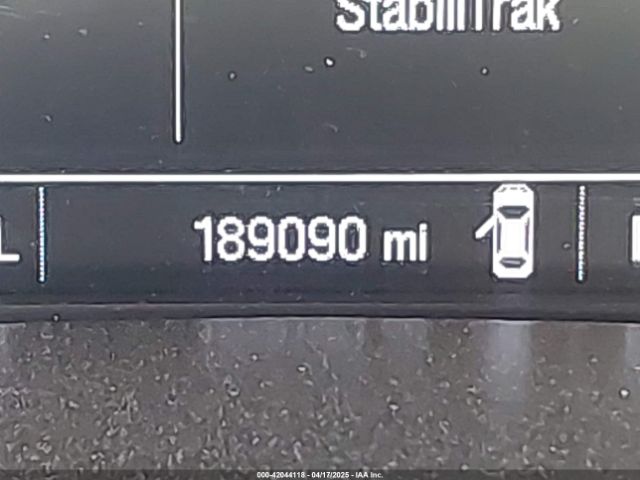 StabiliTrak
189090 mi
000-42044118 - 04/17/2025 - IAA Inc.